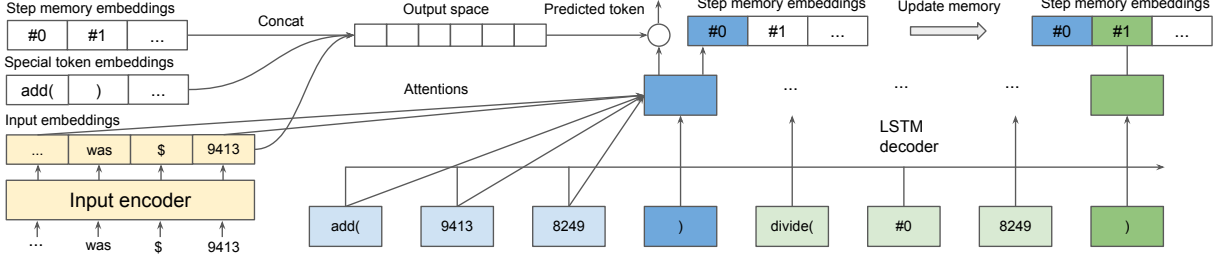 Step memory embeddings
#0 #1 ...
Concat
Output space
Predicted token
Step memory embeddings
#0 #1 ...
Update memory
Step memory embeddings
#0 #1 ...
Special token embeddings
add( ) ...
Attentions
... ... ...
Input embeddings
... was $ 9413
LSTM
decoder
Input encoder
... was $ 9413
add( 9413 8249 ) divide( #0 8249 )